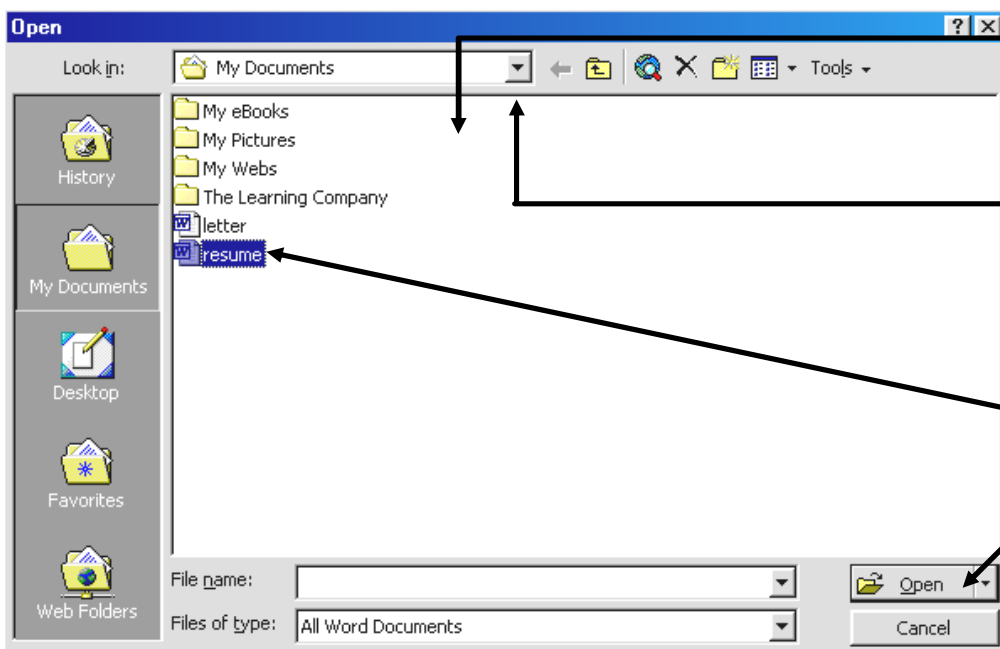 Open
Look in: My Documents Tools
My eBooks
My Pictures
My Webs
The Learning Company
letter
resume
History
My Documents
Desktop
Favorites
Web Folders
File name:
Open
Files of type: All Word Documents
Cancel